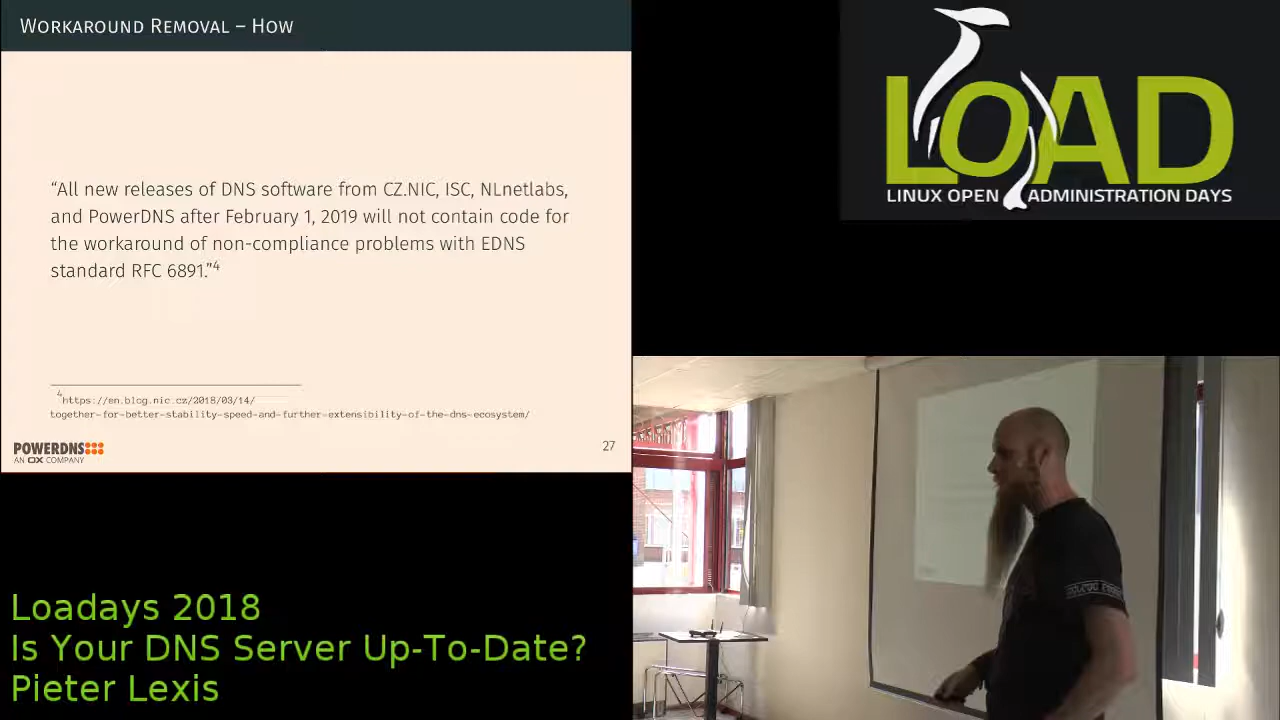 WORKAROUND REMOVAL – HOW
“All new releases of DNS software from CZ.NIC, ISC, NLnetlabs,
and PowerDNS after February 1, 2019 will not contain code for
the workaround of non-compliance problems with EDNS
standard RFC 6891.”4
4https://en.blog.nic.cz/2018/03/14/
together-for-better-stability-speed-and-further-extensibility-of-the-dns-ecosystem/
POWERDNS
AN OX COMPANY
27
LOAD
LINUX OPEN ADMINISTRATION DAYS
Loadays 2018
Is Your DNS Server Up-To-Date?
Pieter Lexis